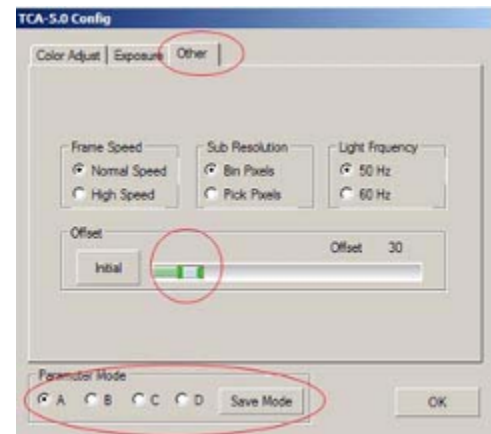 TCA-5.0 Config
Color Adjust Exposure Other
Frame Speed Sub Resolution Light Frquency
Normal Speed Bin Pixels 50 Hz
High Speed Pick Pixels 60 Hz
Offset
Offset 30
Initial
Parameter Mode
A B C D Save Mode OK